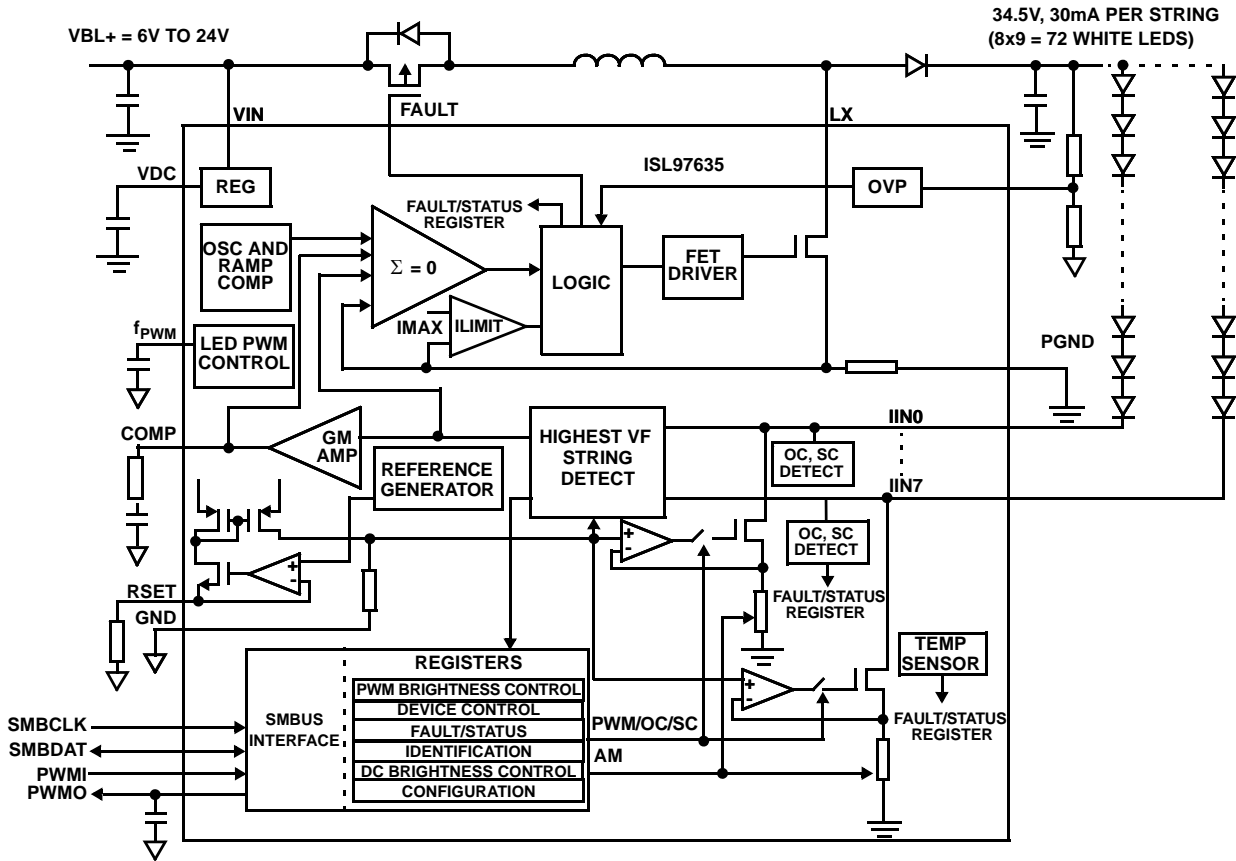 VBL+ = 6V TO 24V
34.5V, 30mA PER STRING
(8x9 = 72 WHITE LEDS)
VIN
FAULT
LX
VDC
REG
ISL97635
OVP
FAULT/STATUS
REGISTER
OSC AND
RAMP
COMP
Σ = 0
LOGIC
FET
DRIVER
IMAX
ILIMIT
fPWM
LED PWM
CONTROL
PGND
COMP
GM
AMP
HIGHEST VF
STRING
DETECT
IIN0
OC, SC
DETECT
REFERENCE
GENERATOR
IIN7
+
-
OC, SC
DETECT
+
-
RSET
FAULT/STATUS
REGISTER
GND
TEMP
SENSOR
REGISTERS
+
-
PWM BRIGHTNESS CONTROL
DEVICE CONTROL
FAULT/STATUS
REGISTER
SMBUS
INTERFACE
FAULT/STATUS
PWM/OC/SC
IDENTIFICATION
AM
DC BRIGHTNESS CONTROL
CONFIGURATION
SMBCLK
SMBDAT
PWMI
PWMO